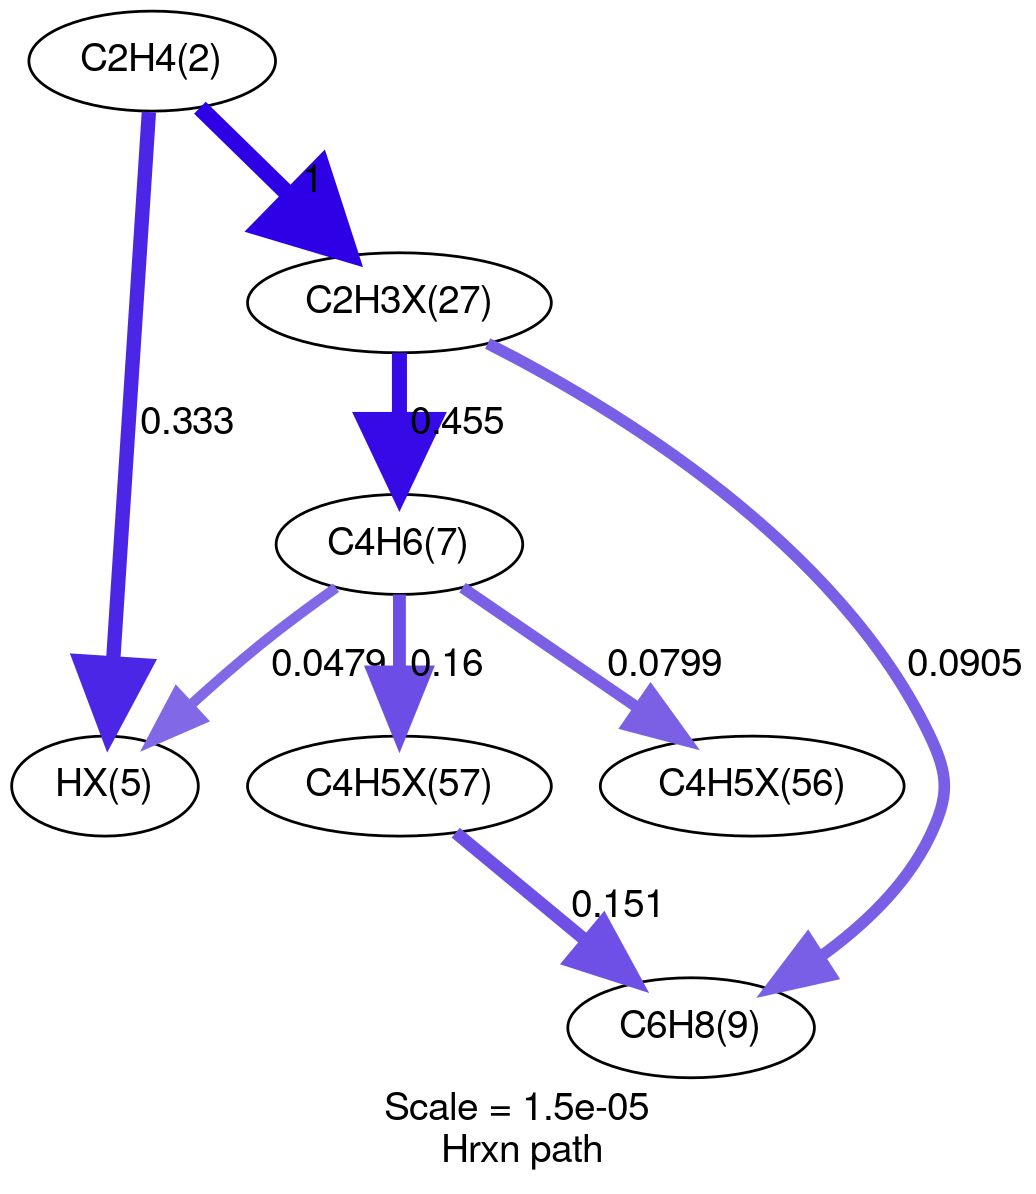 C2H4(2)
1
C2H3X(27)
0.333
0.455
C4H6(7)
0.0479
0.16
0.0799
0.0905
HX(5)
C4H5X(57)
C4H5X(56)
0.151
C6H8(9)
Scale = 1.5e-05
Hrxn path